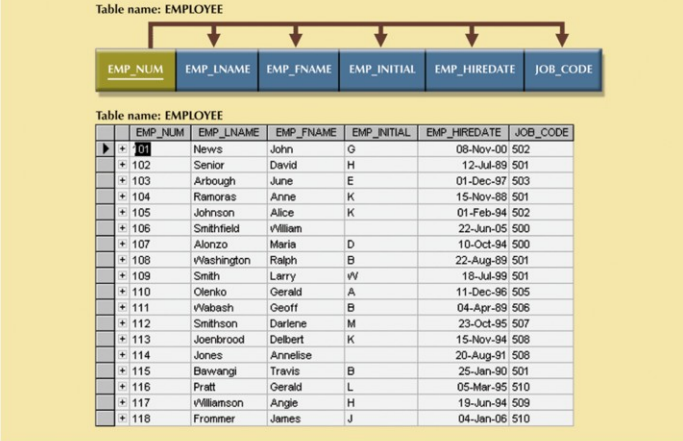 Table name: EMPLOYEE
EMP_NUM EMP_LNAME EMP_FNAME EMP_INITIAL EMP_HIREDATE JOB_CODE
Table name: EMPLOYEE
EMP_NUM EMP_LNAME EMP_FNAME EMP_INITIAL EMP_HIREDATE JOB_CODE
101 News John G 08-Nov-00 502
102 Senior David H 12-Jul-89 501
103 Arbough June E 01-Dec-97 503
104 Ramoras Anne K 15-Nov-88 501
105 Johnson Alice K 01-Feb-94 502
106 Smithfield William 22-Jun-05 500
107 Alonzo Maria D 10-Oct-94 500
108 Washington Ralph B 22-Aug-89 501
109 Smith Larry W 18-Jul-99 501
110 Olenko Gerald A 11-Dec-96 505
111 Wabash Geoff B 04-Apr-89 506
112 Smithson Darlene M 23-Oct-95 507
113 Joenbrood Delbert K 15-Nov-94 508
114 Jones Annelise 20-Aug-91 508
115 Bawangi Travis B 25-Jan-90 501
116 Pratt Gerald L 05-Mar-95 510
117 Williamson Angie H 19-Jun-94 509
118 Frommer James J 04-Jan-06 510